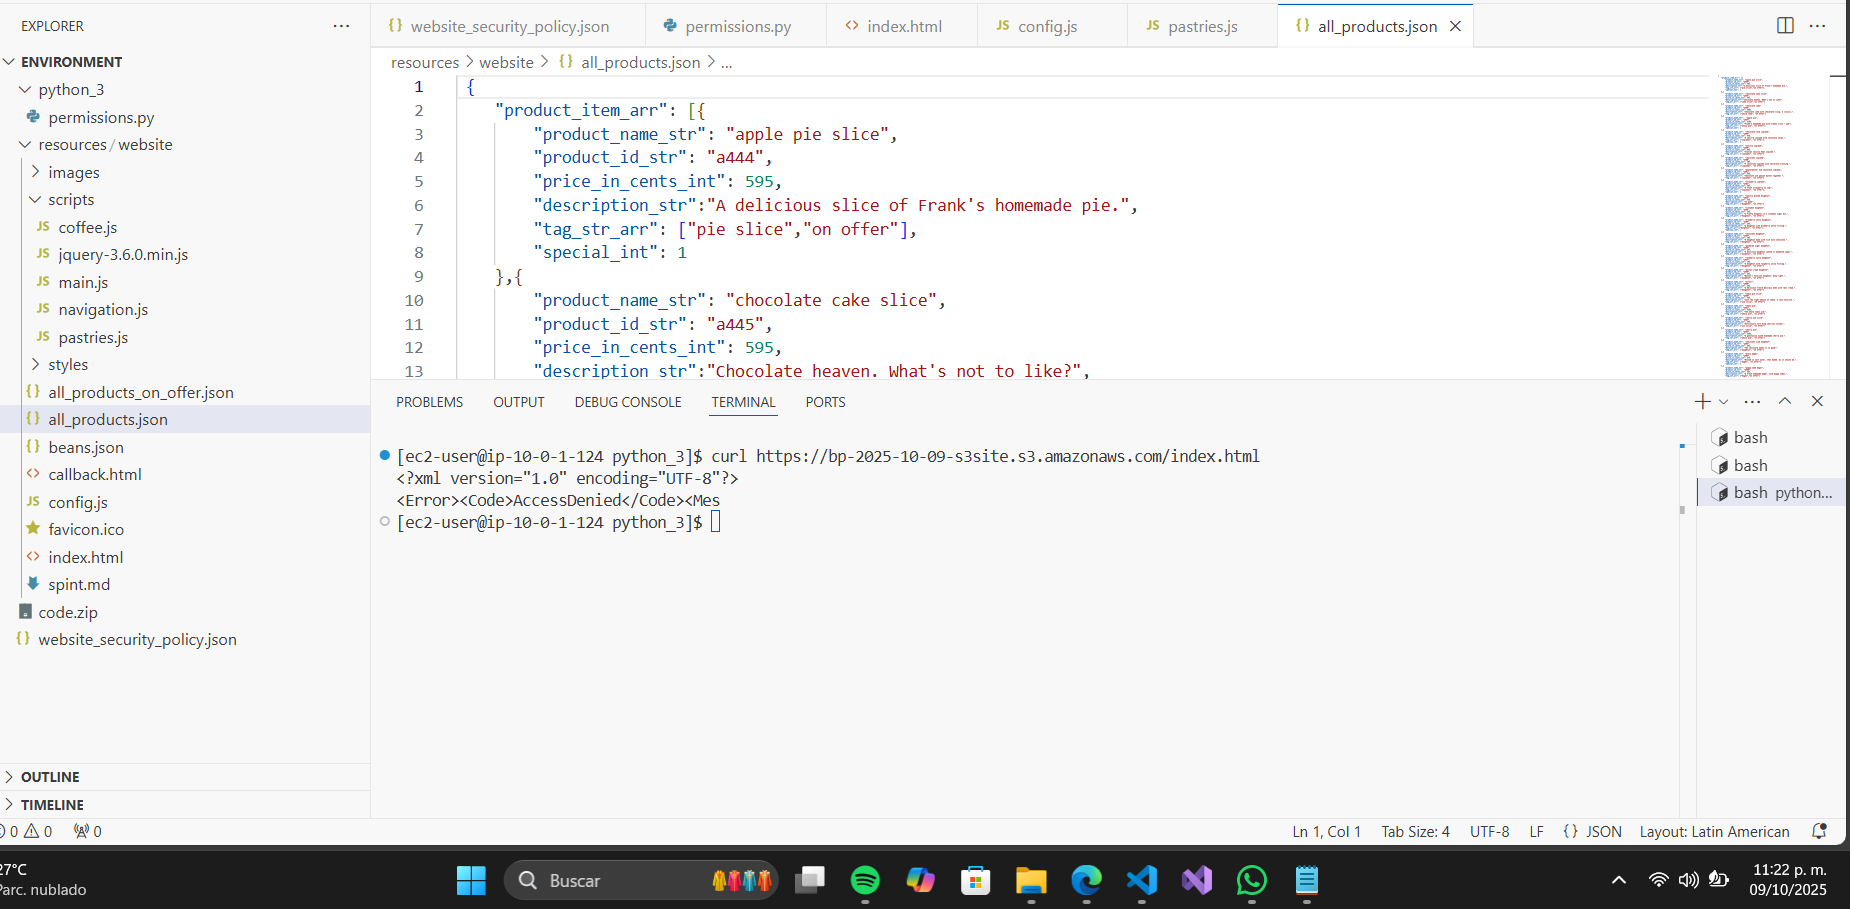 EXPLORER
ENVIRONMENT
python_3
permissions.py
resources / website
images
scripts
JS coffee.js
JS jquery-3.6.0.min.js
JS main.js
JS navigation.js
JS pastries.js
styles
{} all_products_on_offer.json
{} all_products.json
{} beans.json
<> callback.html
JS config.js
favicon.ico
<> index.html
spint.md
code.zip
{} website_security_policy.json
OUTLINE
TIMELINE
{} website_security_policy.json
permissions.py
<> index.html
JS config.js
JS pastries.js
{} all_products.json
resources > website > {} all_products.json > ...
1 {
2 "product_item_arr": [{
3 "product_name_str": "apple pie slice",
4 "product_id_str": "a444",
5 "price_in_cents_int": 595,
6 "description_str":"A delicious slice of Frank's homemade pie.",
7 "tag_str_arr": ["pie slice","on offer"],
8 "special_int": 1
9 },{
10 "product_name_str": "chocolate cake slice",
11 "product_id_str": "a445",
12 "price_in_cents_int": 595,
13 "description_str":"Chocolate heaven. What's not to like?",
PROBLEMS OUTPUT DEBUG CONSOLE TERMINAL PORTS
[ec2-user@ip-10-0-1-124 python_3]$ curl https://bp-2025-10-09-s3site.s3.amazonaws.com/index.html
<?xml version="1.0" encoding="UTF-8"?>
<Error><Code>AccessDenied</Code><Mes
[ec2-user@ip-10-0-1-124 python_3]$
bash
bash
bash python...
0 0 0
Ln 1, Col 1 Tab Size: 4 UTF-8 LF {} JSON Layout: Latin American
27°C
Parc. nublado
Buscar
11:22 p. m.
09/10/2025